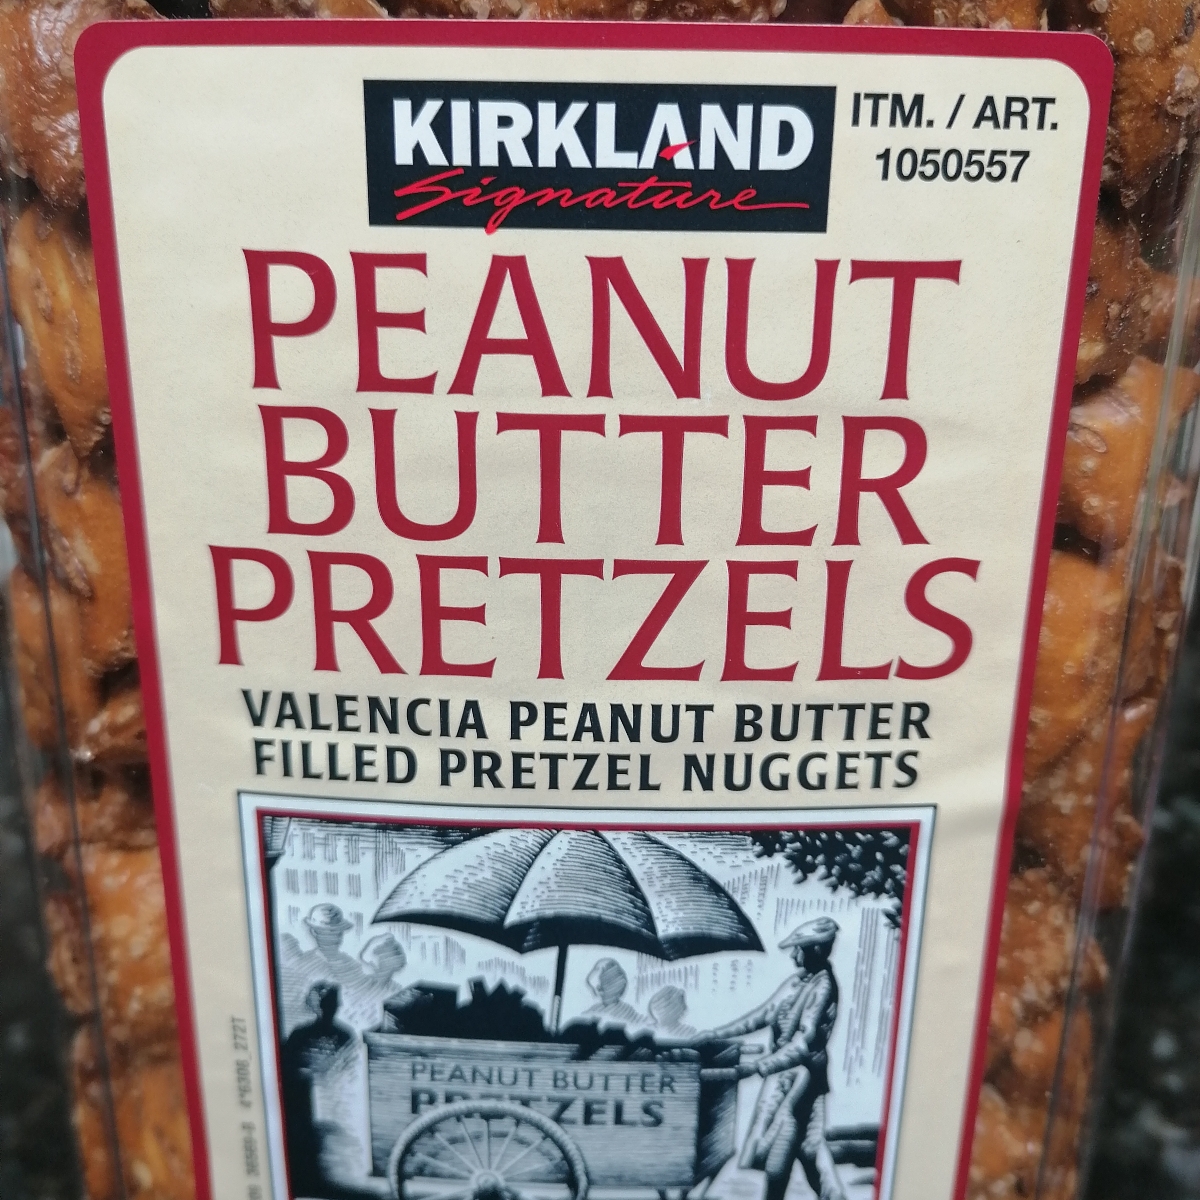 KIRKLAND
Signature
ITM. / ART.
1050557
PEANUT
BUTTER
PRETZELS
VALENCIA PEANUT BUTTER
FILLED PRETZEL NUGGETS
PEANUT BUTTER
PRETZELS